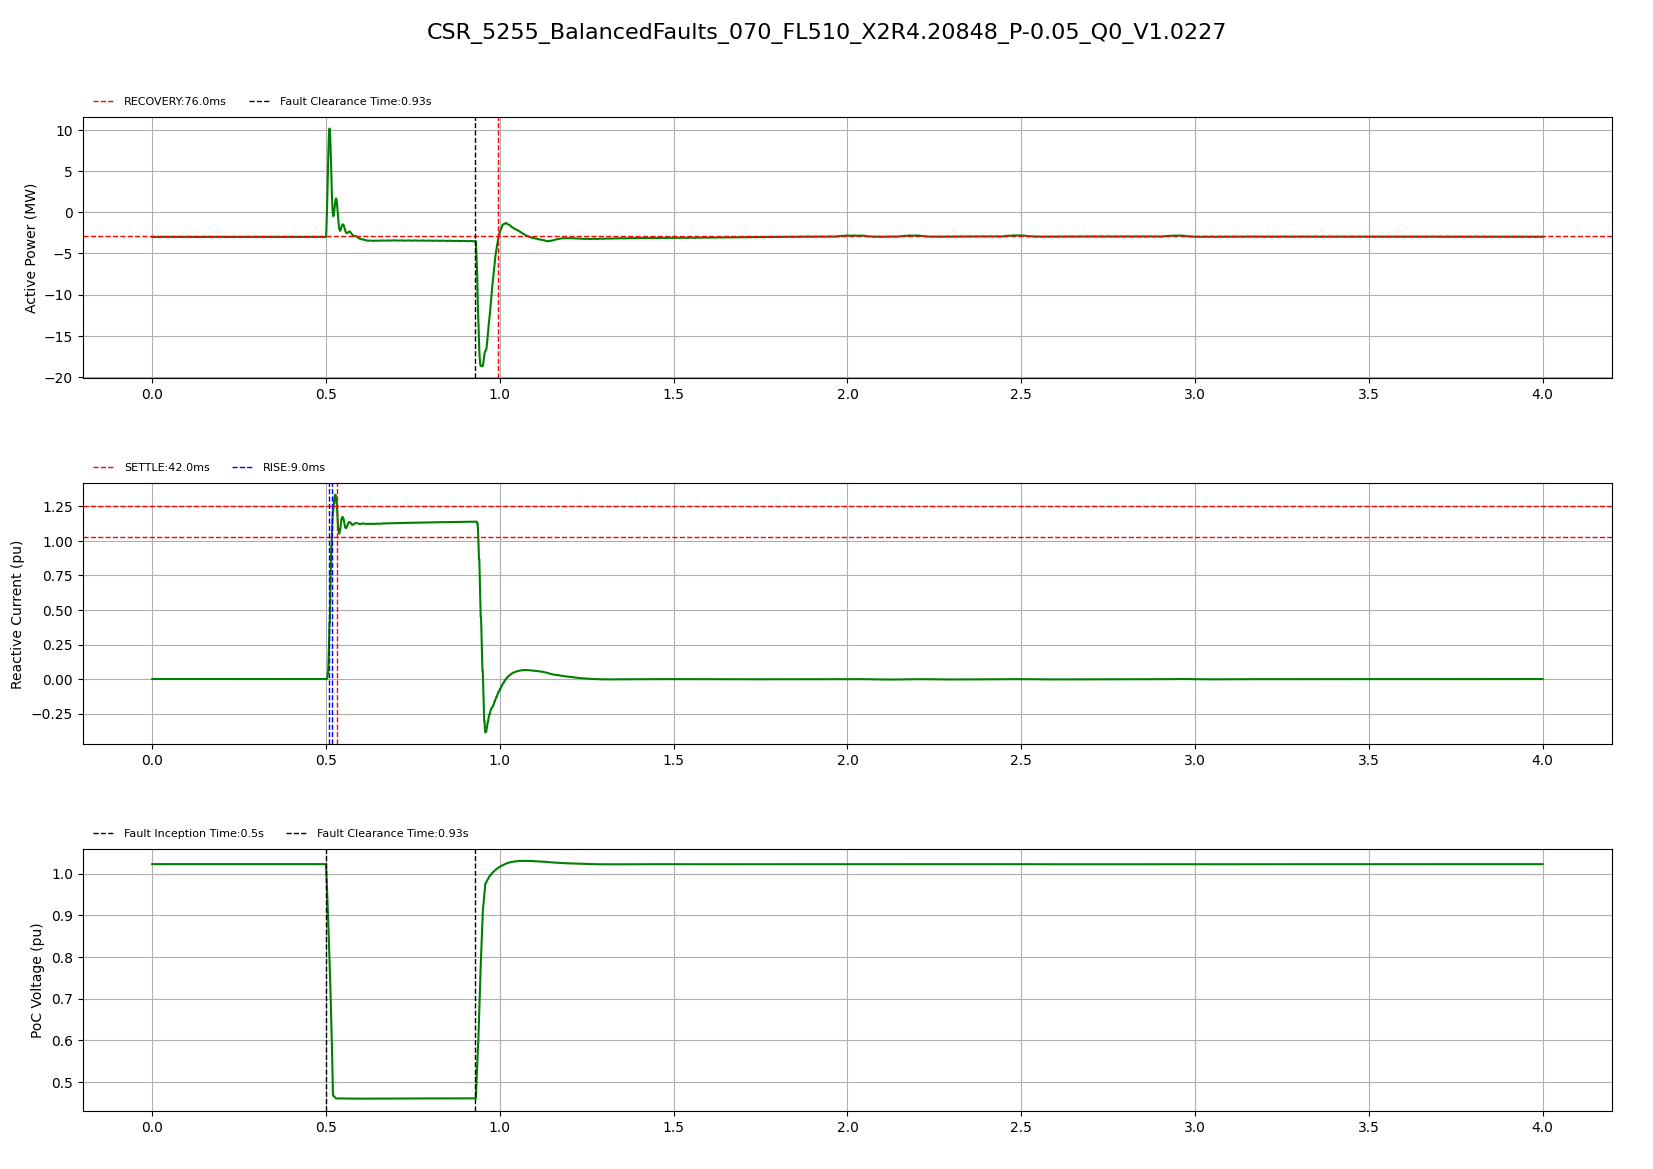 CSR_5255_BalancedFaults_070_FL510_X2R4.20848_P-0.05_Q0_V1.0227
RECOVERY:76.0ms Fault Clearance Time:0.93s
Active Power (MW)
10
5
0
−5
−10
−15
−20
0.0 0.5 1.0 1.5 2.0 2.5 3.0 3.5 4.0
SETTLE:42.0ms RISE:9.0ms
Reactive Current (pu)
1.25
1.00
0.75
0.50
0.25
0.00
−0.25
0.0 0.5 1.0 1.5 2.0 2.5 3.0 3.5 4.0
Fault Inception Time:0.5s Fault Clearance Time:0.93s
PoC Voltage (pu)
1.0
0.9
0.8
0.7
0.6
0.5
0.0 0.5 1.0 1.5 2.0 2.5 3.0 3.5 4.0